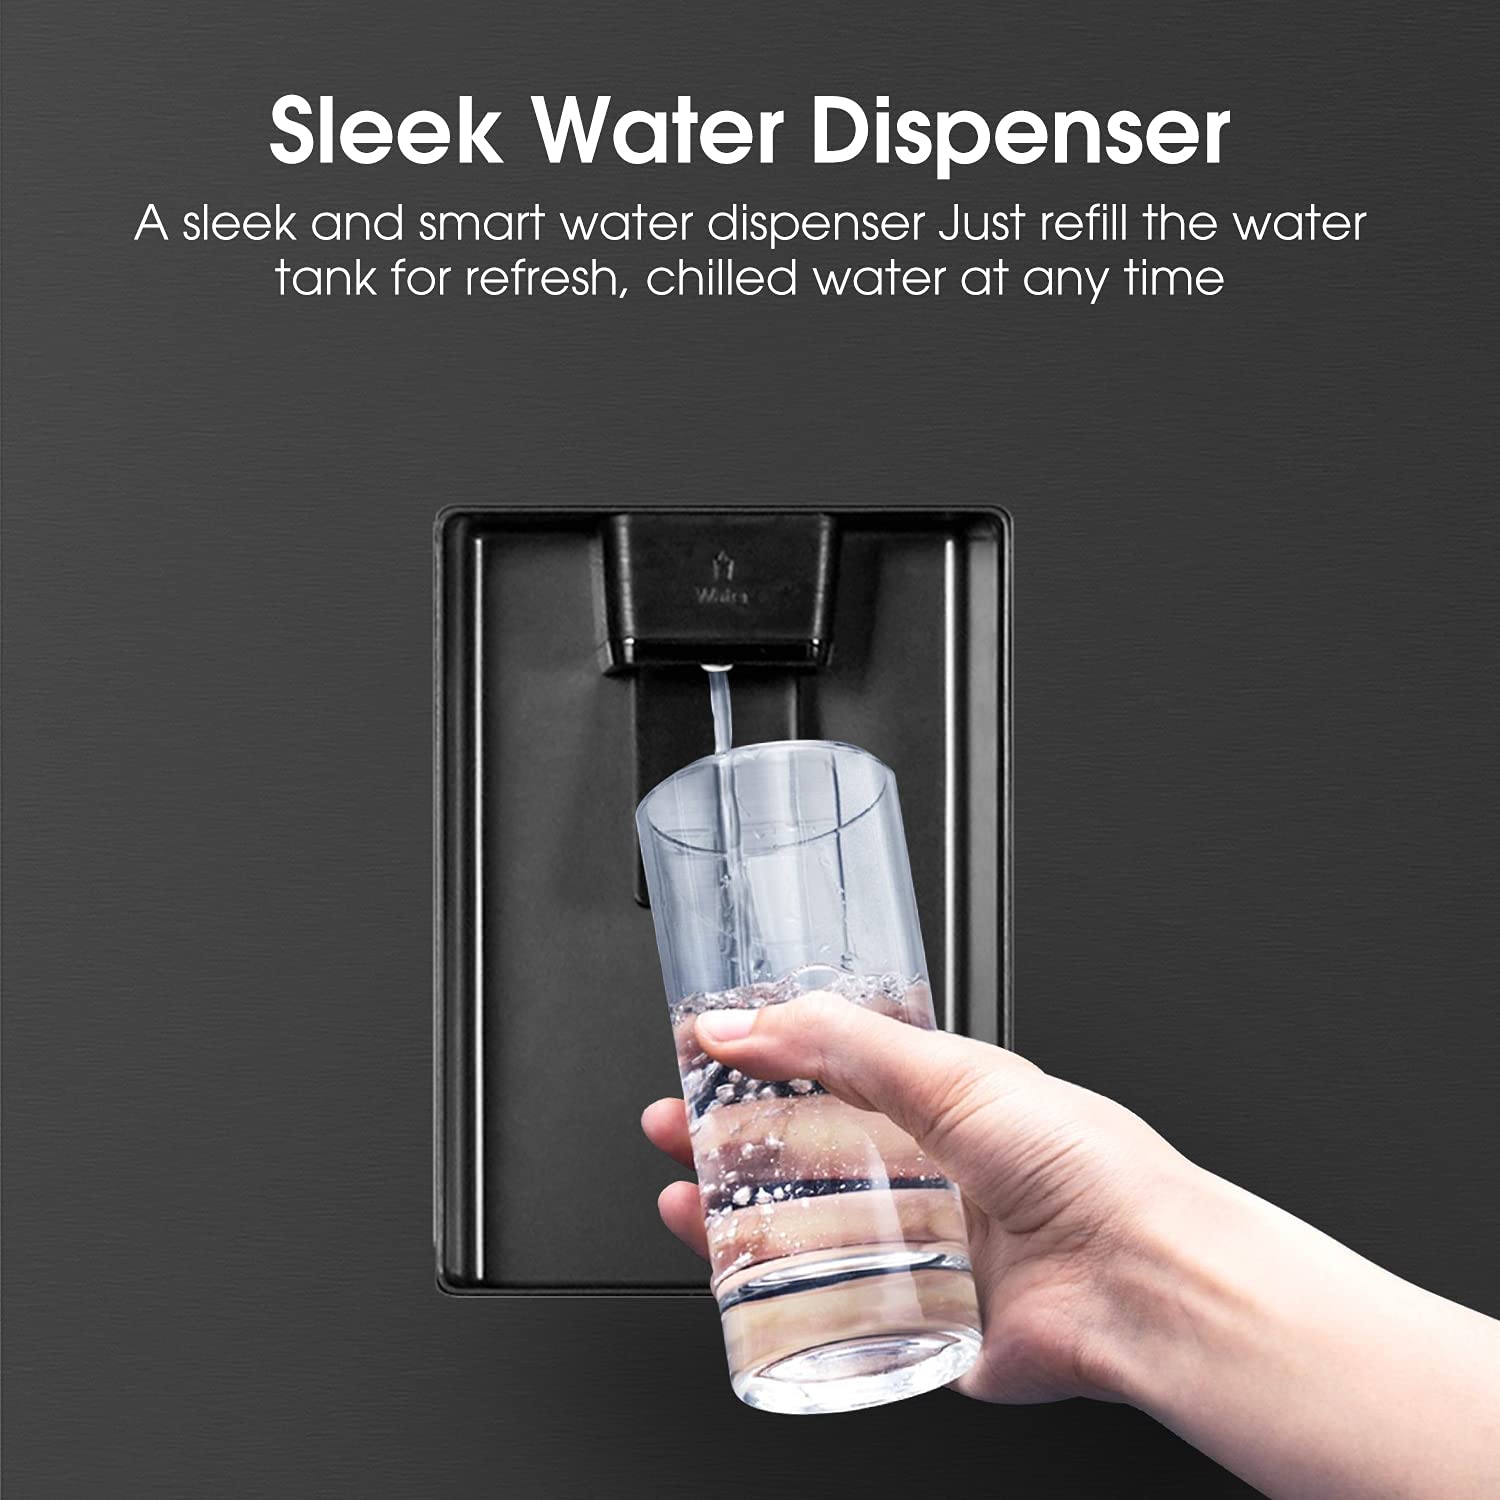 Sleek Water Dispenser
A sleek and smart water dispenser Just refill the water
tank for refresh, chilled water at any time
Water